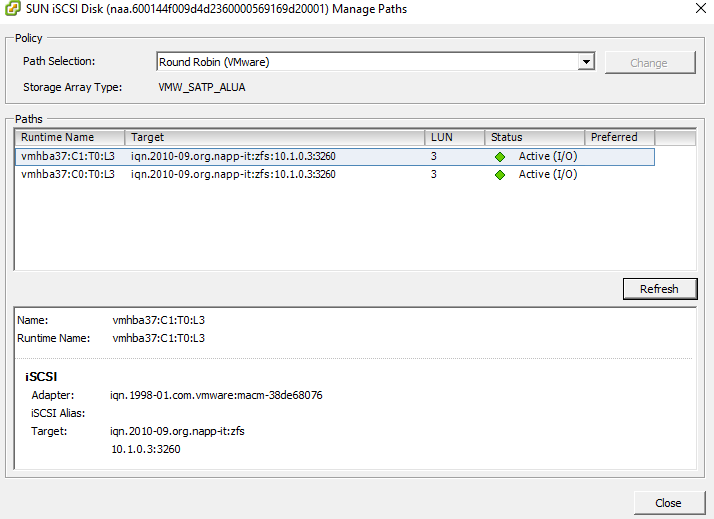 SUN iSCSI Disk (naa.600144f009d4d2360000569169d20001) Manage Paths
Policy
Path Selection: Round Robin (VMware) Change
Storage Array Type: VMW_SATP_ALUA
Paths
Runtime Name Target LUN Status Preferred
vmhba37:C1:T0:L3 iqn.2010-09.org.napp-it:zfs:10.1.0.3:3260 3 Active (I/O)
vmhba37:C0:T0:L3 iqn.2010-09.org.napp-it:zfs:10.1.0.3:3260 3 Active (I/O)
Refresh
Name: vmhba37:C1:T0:L3
Runtime Name: vmhba37:C1:T0:L3
iSCSI
Adapter: iqn.1998-01.com.vmware:macm-38de68076
iSCSI Alias:
Target: iqn.2010-09.org.napp-it:zfs
10.1.0.3:3260
Close